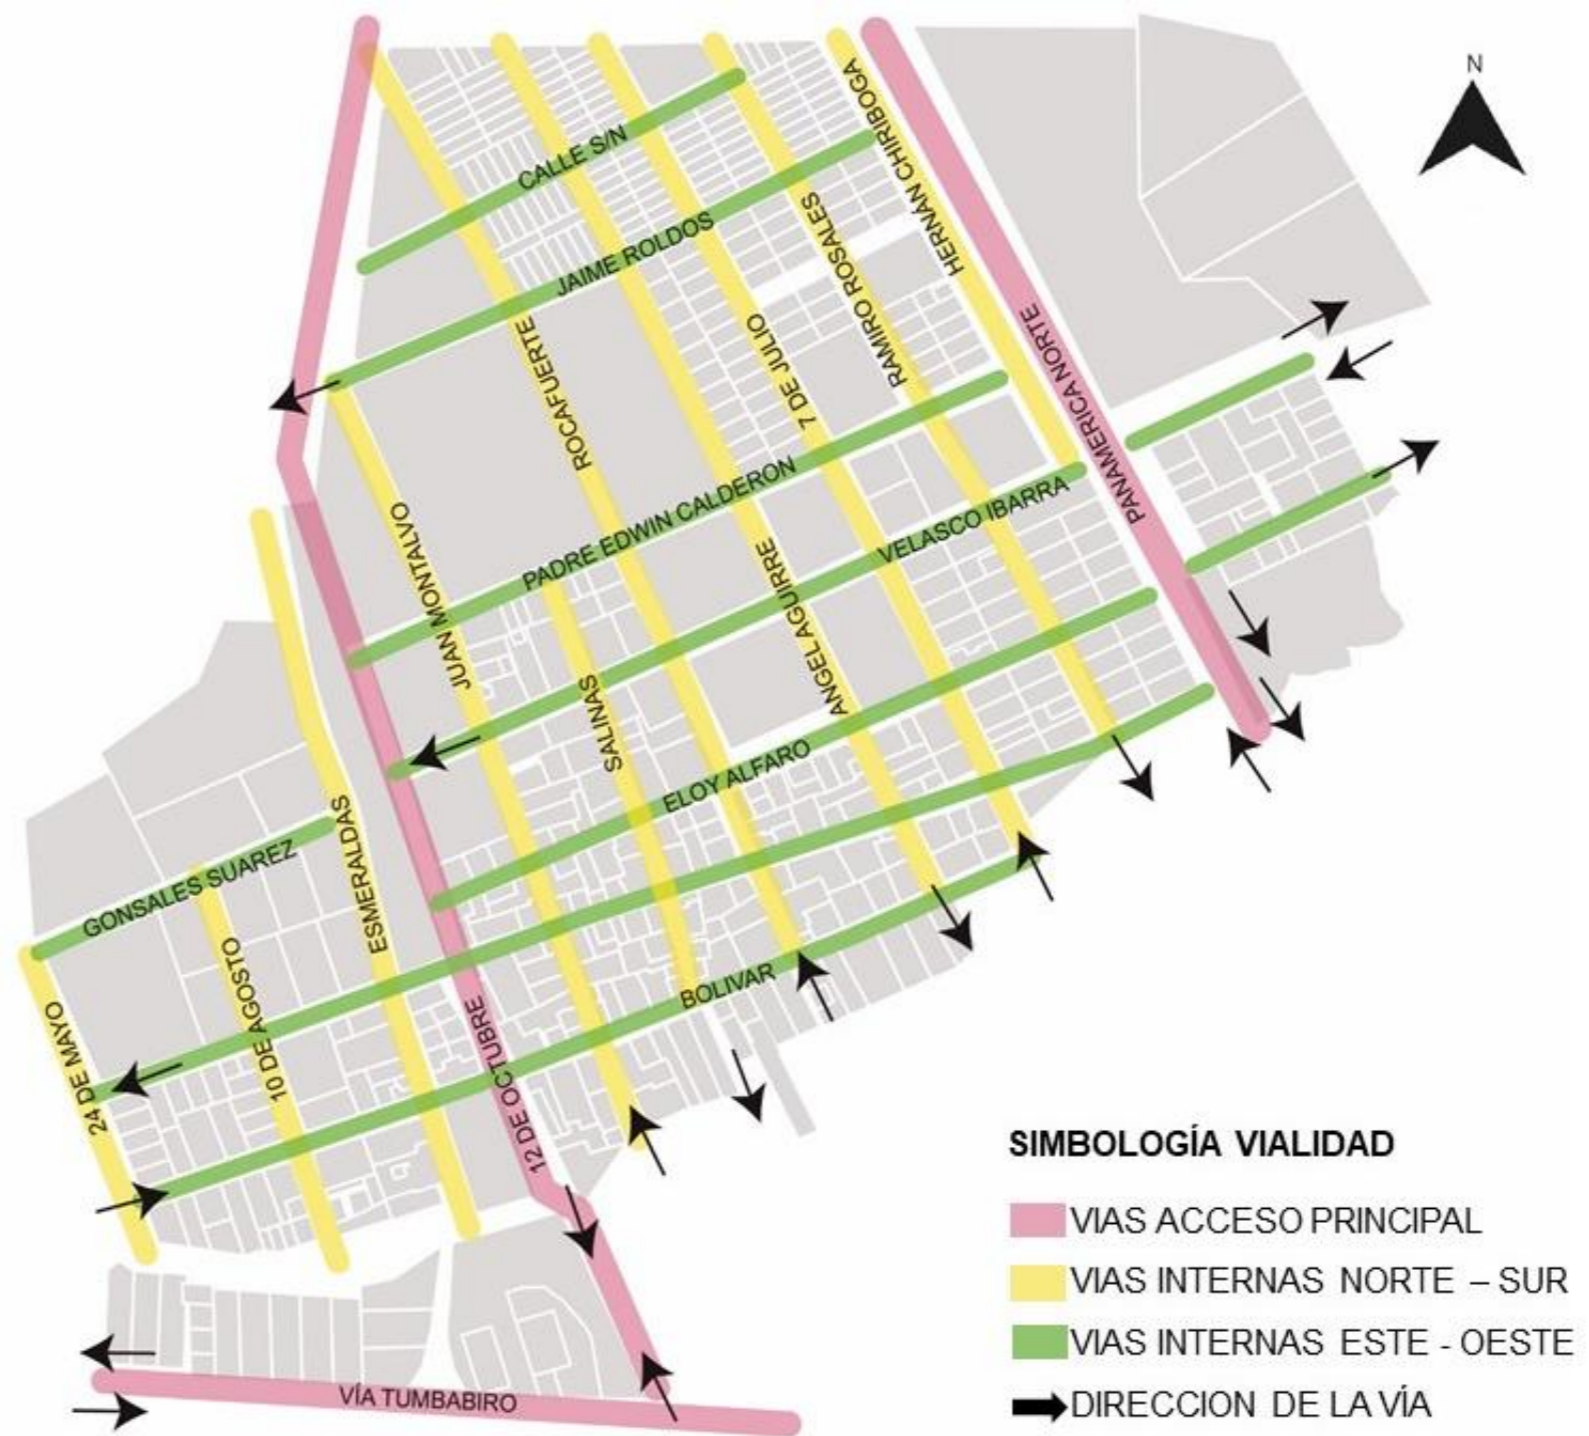 N
CALLE S/N
HERNÁN CHIRIBOGA
JAIME ROLDOS
RAMIRO ROSALES
ROCAFUERTE
7 DE JULIO
PANAMERICA NORTE
JUAN MONTALVO
PADRE EDWIN CALDERON
VELASCO IBARRA
ANGEL AGUIRRE
SALINAS
ELOY ALFARO
GONSALES SUAREZ
ESMERALDAS
24 DE MAYO
10 DE AGOSTO
12 DE OCTUBRE
BOLIVAR
VÍA TUMBABIRO
SIMBOLOGÍA VIALIDAD
VIAS ACCESO PRINCIPAL
VIAS INTERNAS NORTE – SUR
VIAS INTERNAS ESTE - OESTE
DIRECCION DE LA VÍA